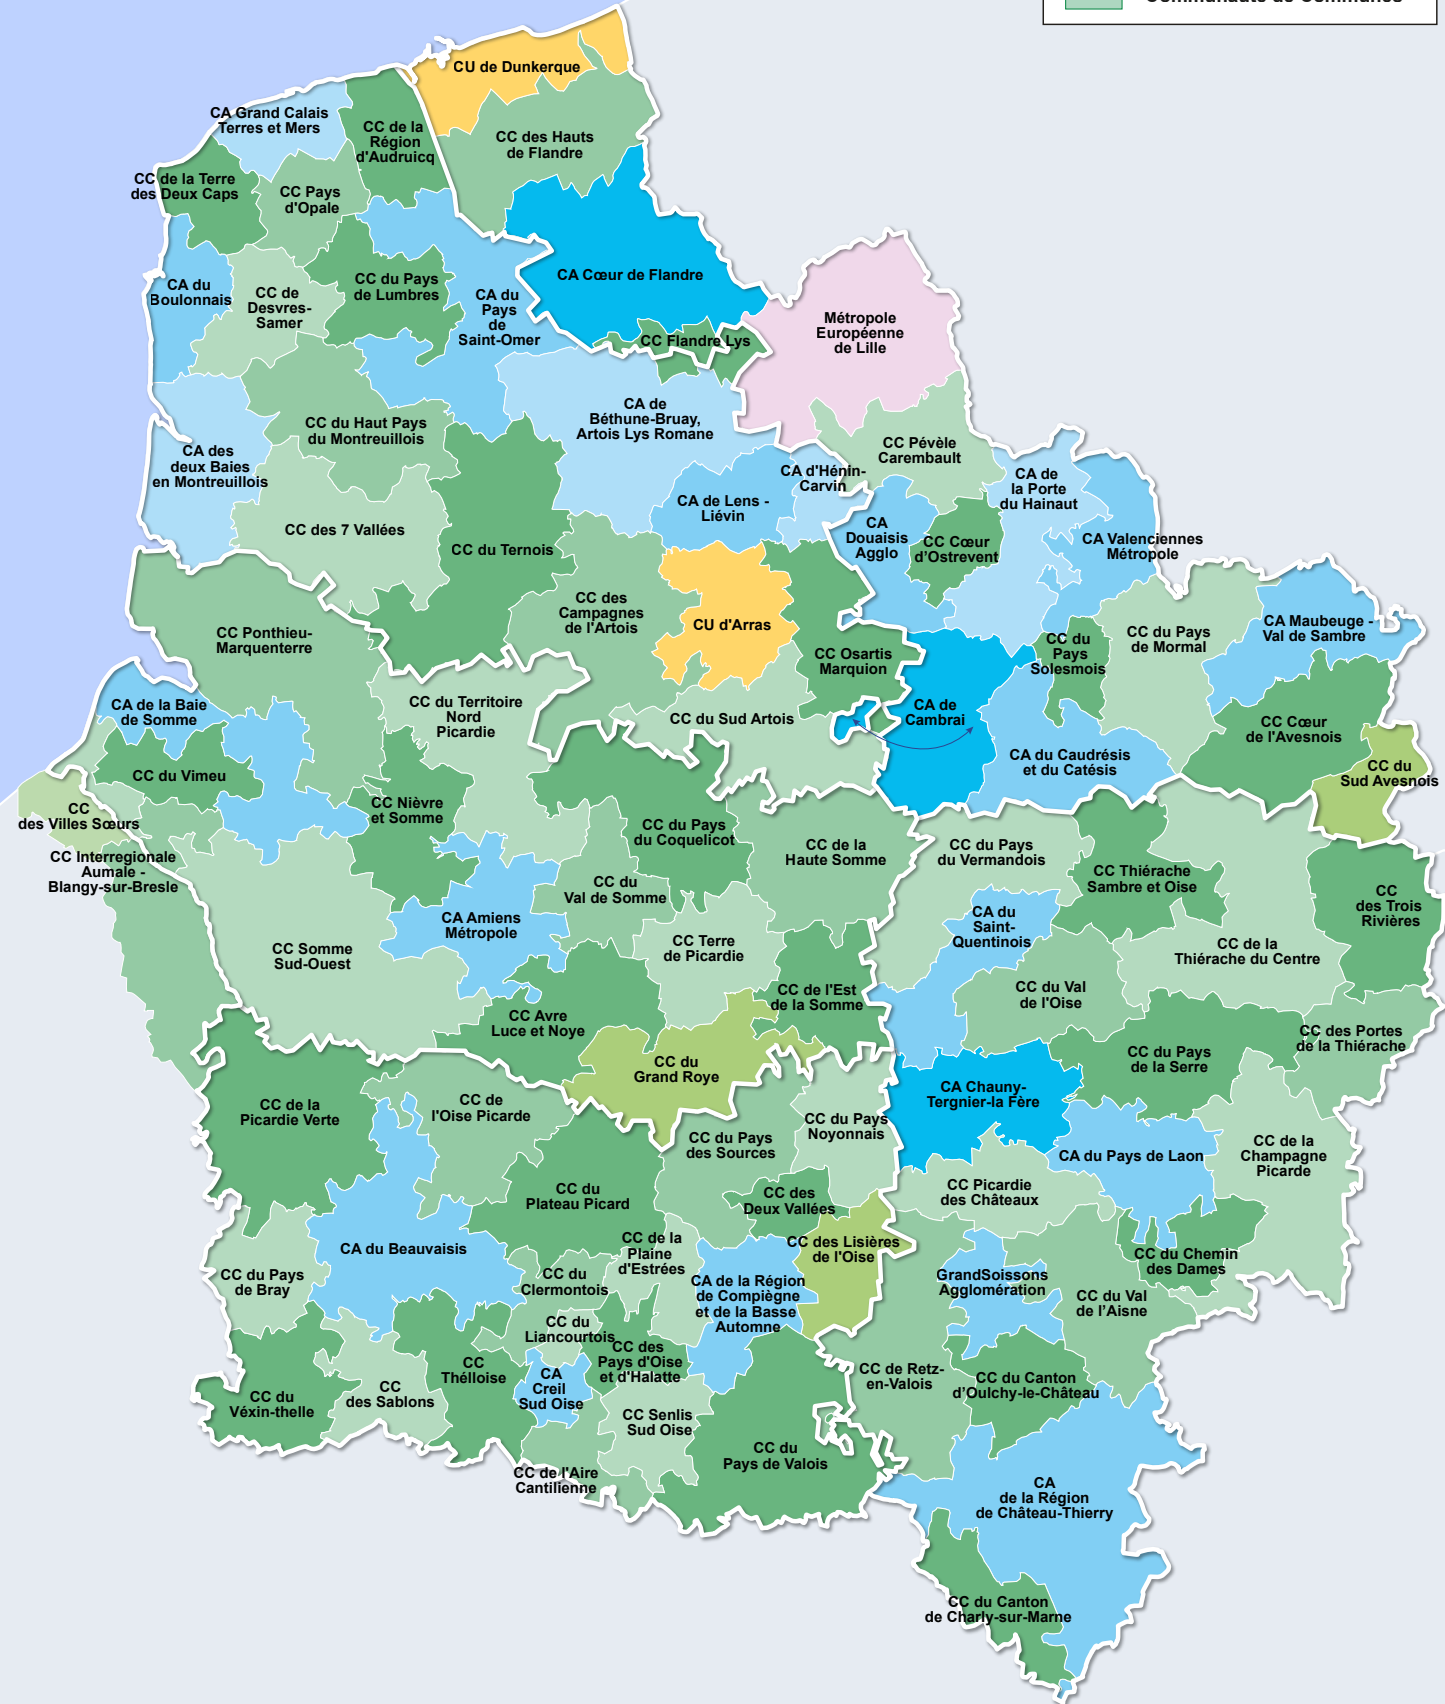 Communauté de Communes
CU de Dunkerque
CA Grand Calais
Terres et Mers
CC de la
Région
d'Audruicq
CC des Hauts
de Flandre
CC de la Terre
des Deux Caps
CC Pays
d'Opale
CA du
Boulonnais
CC de
Desvres-
Samer
CC du Pays
de Lumbres
CA du
Pays
de
Saint-Omer
CA Cœur de Flandre
CC Flandre Lys
Métropole
Européenne
de Lille
CC du Haut Pays
du Montreuillois
CA de
Béthune-Bruay,
Artois Lys Romane
CC Pévèle
Carembault
CA des
deux Baies
en Montreuillois
CA d'Hénin-
Carvin
CA de
la Porte
du Hainaut
CA de Lens -
Liévin
CC des 7 Vallées
CC du Ternois
CA
Douaisis
Agglo
CC Cœur
d’Ostrevent
CA Valenciennes
Métropole
CC des
Campagnes
de l'Artois
CU d'Arras
CC Ponthieu-
Marquenterre
CC Osartis
Marquion
CC du
Pays
Solesmois
CC du Pays
de Mormal
CA Maubeuge -
Val de Sambre
CA de la Baie
de Somme
CC du Territoire
Nord
Picardie
CC du Sud Artois
CA de
Cambrai
CC Cœur
de l'Avesnois
CA du Caudrésis
et du Catésis
CC du
Sud Avesnois
CC du Vimeu
CC
des Villes Sœurs
CC Nièvre
et Somme
CC du Pays
du Coquelicot
CC de la
Haute Somme
CC du Pays
du Vermandois
CC Interregionale
Aumale -
Blangy-sur-Bresle
CC Thiérache
Sambre et Oise
CC du
Val de Somme
CC
des Trois
Rivières
CA Amiens
Métropole
CA du
Saint-
Quentinois
CC Somme
Sud-Ouest
CC Terre
de Picardie
CC de la
Thiérache du Centre
CC de l'Est
de la Somme
CC du Val
de l'Oise
CC Avre
Luce et Noye
CC des Portes
de la Thiérache
CC du
Grand Roye
CC du Pays
de la Serre
CA Chauny-
Tergnier-la Fère
CC de la
Picardie Verte
CC de
l'Oise Picarde
CC du Pays
Noyonnais
CC du Pays
des Sources
CC de la
Champagne
Picarde
CA du Pays de Laon
CC du
Plateau Picard
CC des
Deux Vallées
CC Picardie
des Châteaux
CA du Beauvaisis
CC de la
Plaine
d'Estrées
CC des Lisières
de l'Oise
CC du Chemin
des Dames
CC du Pays
de Bray
CC du
Clermontois
CA de la Région
de Compiègne
et de la Basse
Automne
GrandSoissons
Agglomération
CC du Val
de l’Aisne
CC du
Liancourtois
CC des
Pays d'Oise
et d'Halatte
CC
Thélloise
CA
Creil
Sud Oise
CC de Retz-
en-Valois
CC du Canton
d’Oulchy-le-Château
CC
des Sablons
CC du
Véxin-thelle
CC Senlis
Sud Oise
CC du
Pays de Valois
CC de l'Aire
Cantilienne
CA
de la Région
de Château-Thierry
CC du Canton
de Charly-sur-Marne